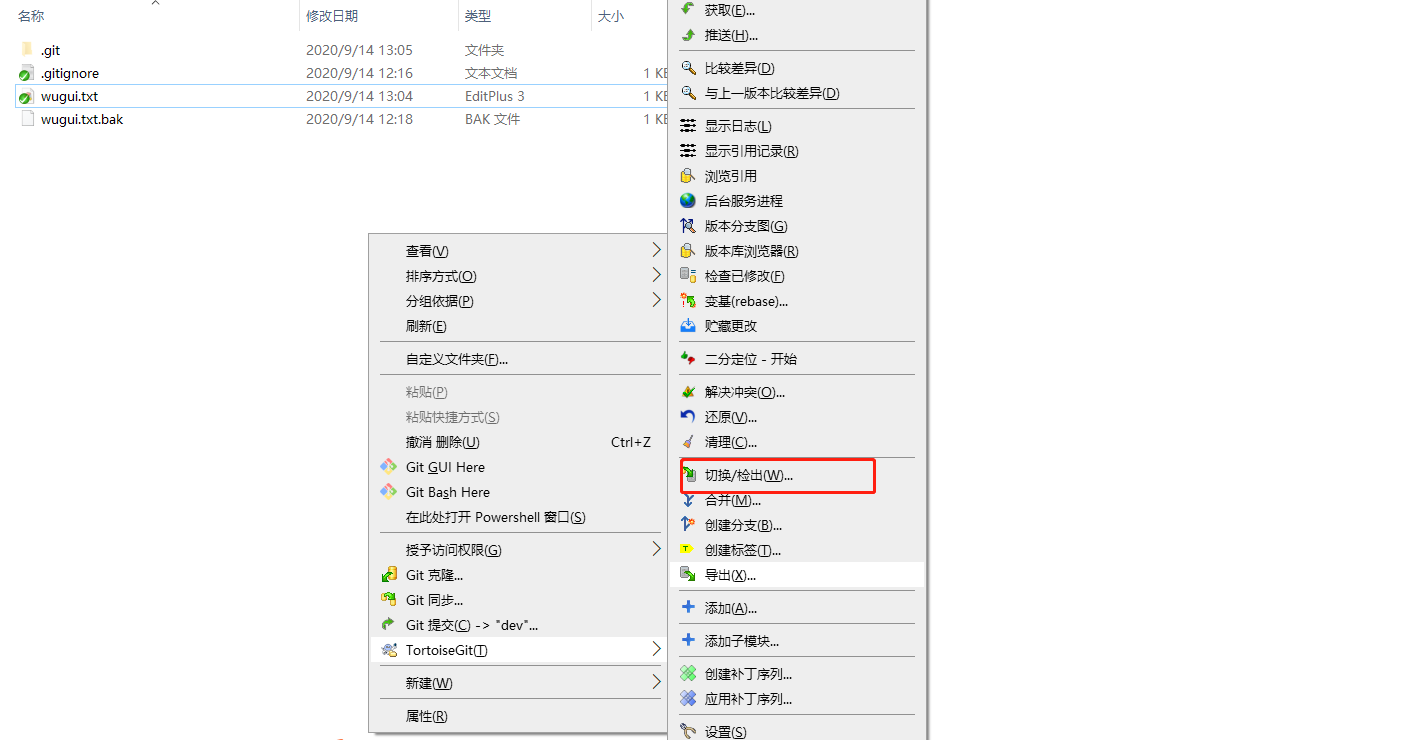 名称 修改日期 类型 大小
.git 2020/9/14 13:05 文件夹
.gitignore 2020/9/14 12:16 文本文档 1 KB
wugui.txt 2020/9/14 13:04 EditPlus 3 1 KB
wugui.txt.bak 2020/9/14 12:18 BAK 文件 1 KB
查看(V)
排序方式(O)
分组依据(P)
刷新(E)
自定义文件夹(F)...
粘贴(P)
粘贴快捷方式(S)
撤消 删除(U) Ctrl+Z
Git GUI Here
Git Bash Here
在此处打开 Powershell 窗口(S)
授予访问权限(G)
Git 克隆...
Git 同步...
Git 提交(C) -> "dev"...
TortoiseGit(T)
新建(W)
属性(R)
获取(E)...
推送(H)...
比较差异(D)
与上一版本比较差异(D)
显示日志(L)
显示引用记录(R)
浏览引用
后台服务进程
版本分支图(G)
版本库浏览器(R)
检查已修改(F)
变基(rebase)...
贮藏更改
二分定位 - 开始
解决冲突(O)...
还原(V)...
清理(C)...
切换/检出(W)...
合并(M)...
创建分支(B)...
创建标签(T)...
导出(X)...
添加(A)...
添加子模块...
创建补丁序列...
应用补丁序列...
设置(S)